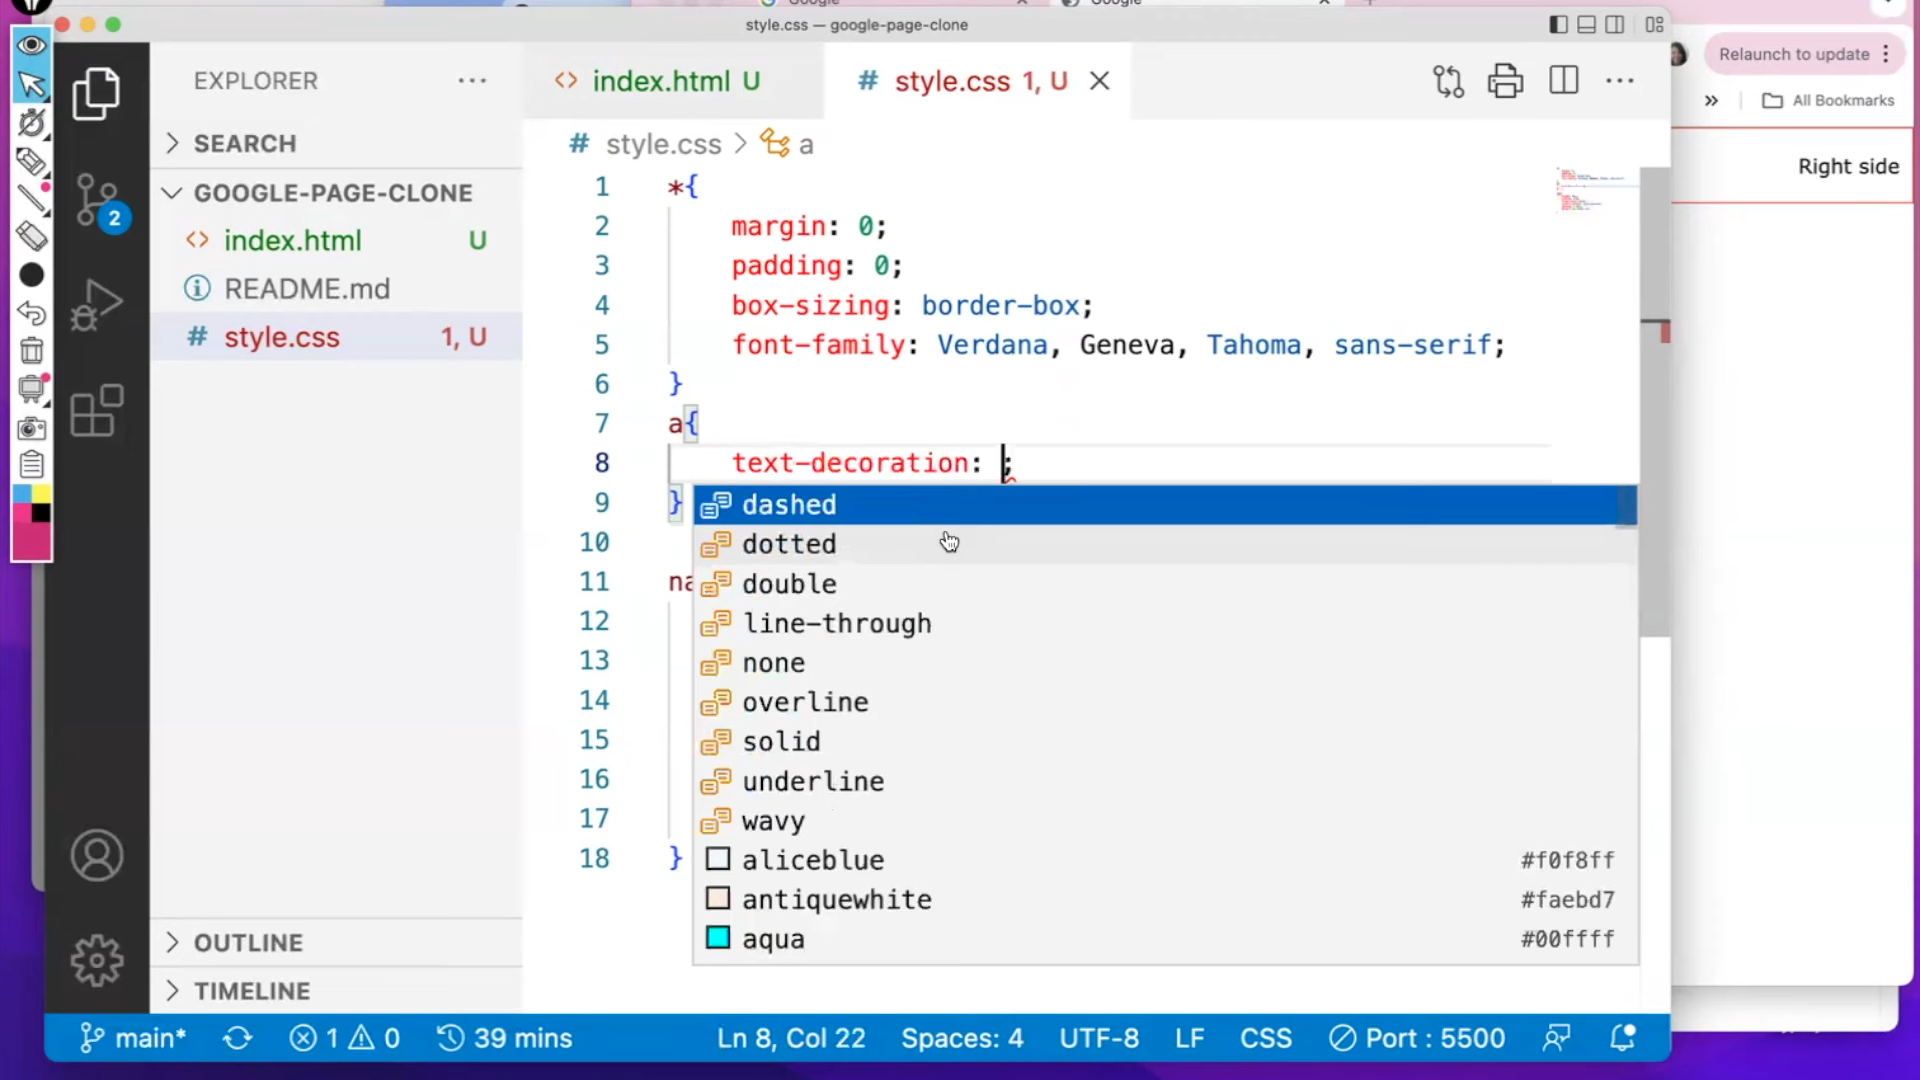 Google
Google
style.css — google-page-clone
Relaunch to update
EXPLORER
index.html U
style.css 1, U
All Bookmarks
SEARCH
style.css > a
Right side
GOOGLE-PAGE-CLONE
index.html U
README.md
style.css 1, U
2
1 *{
2 margin: 0;
3 padding: 0;
4 box-sizing: border-box;
5 font-family: Verdana, Geneva, Tahoma, sans-serif;
6 }
7 a{
8 text-decoration: ;
9 }
10
11 na
12
13
14
15
16
17
18 }
dashed
dotted
double
line-through
none
overline
solid
underline
wavy
aliceblue #f0f8ff
antiquewhite #faebd7
aqua #00ffff
OUTLINE
TIMELINE
main* 1 0 39 mins Ln 8, Col 22 Spaces: 4 UTF-8 LF CSS Port : 5500